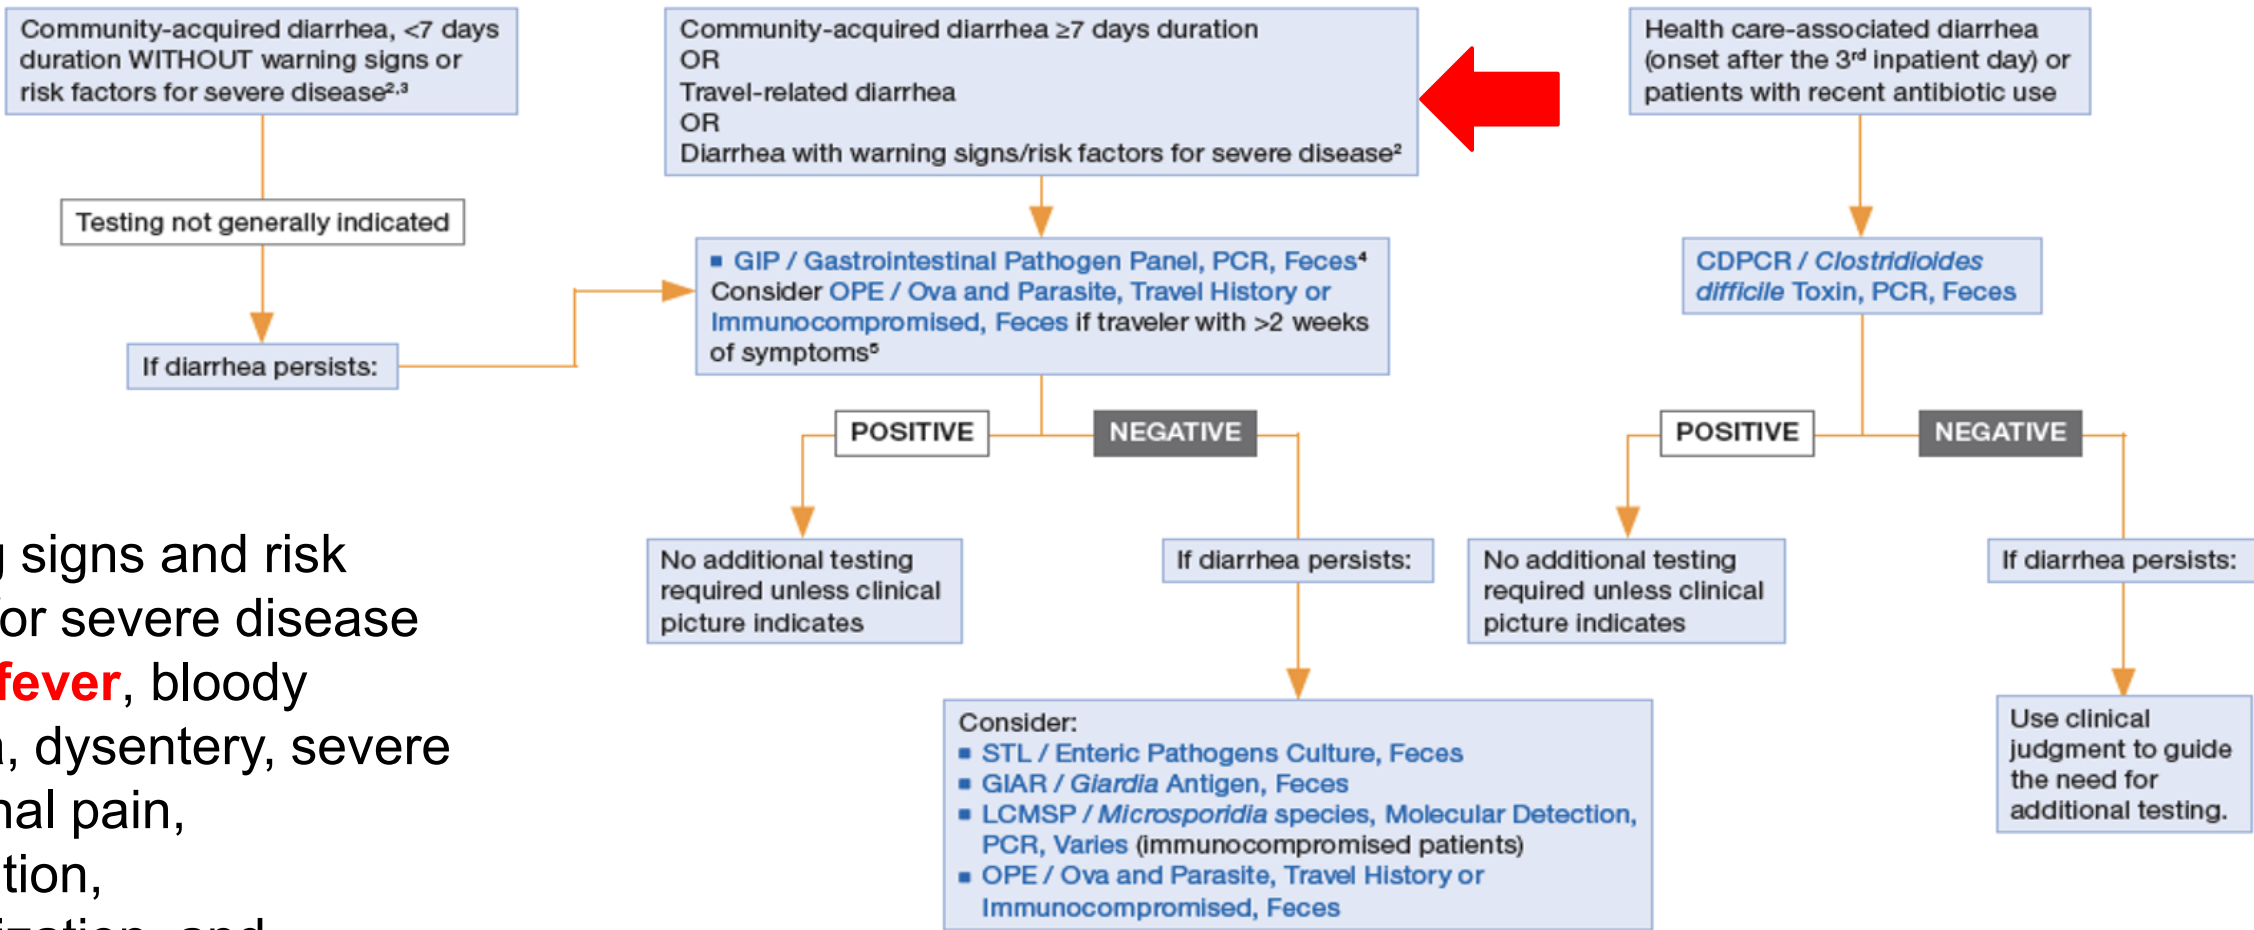 Community-acquired diarrhea, <7 days
duration WITHOUT warning signs or
risk factors for severe disease²,³
Testing not generally indicated
If diarrhea persists:
Community-acquired diarrhea ≥7 days duration
OR
Travel-related diarrhea
OR
Diarrhea with warning signs/risk factors for severe disease²
▪ GIP / Gastrointestinal Pathogen Panel, PCR, Feces⁴
Consider OPE / Ova and Parasite, Travel History or
Immunocompromised, Feces if traveler with >2 weeks
of symptoms⁵
POSITIVE
NEGATIVE
No additional testing
required unless clinical
picture indicates
If diarrhea persists:
Consider:
▪ STL / Enteric Pathogens Culture, Feces
▪ GIAR / Giardia Antigen, Feces
▪ LCMSP / Microsporidia species, Molecular Detection,
PCR, Varies (immunocompromised patients)
▪ OPE / Ova and Parasite, Travel History or
Immunocompromised, Feces
Health care-associated diarrhea
(onset after the 3rd inpatient day) or
patients with recent antibiotic use
CDPCR / Clostridioides
difficile Toxin, PCR, Feces
POSITIVE
NEGATIVE
No additional testing
required unless clinical
picture indicates
If diarrhea persists:
Use clinical
judgment to guide
the need for
additional testing.
g signs and risk
or severe disease
fever, bloody
a, dysentery, severe
nal pain,
tion,
ization, and